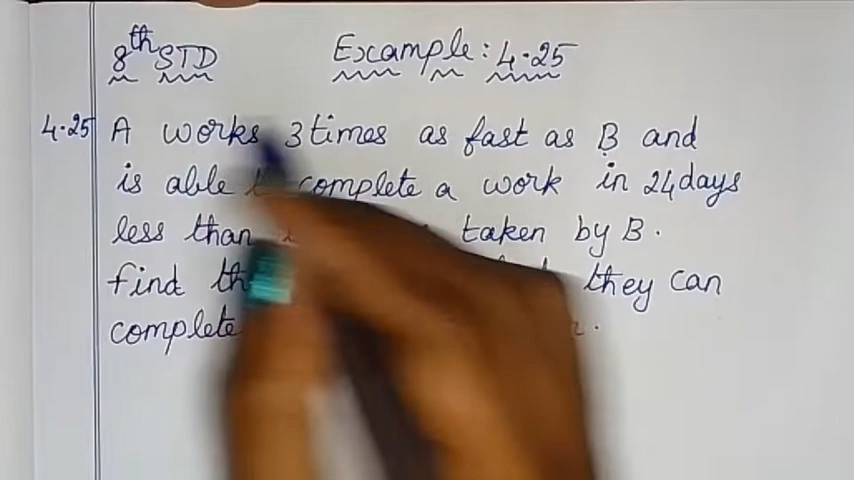 8th STD Example: 4.25
4.25 A works 3 times as fast as B and
is able complete a work in 24 days
less than taken by B.
find they can
complete